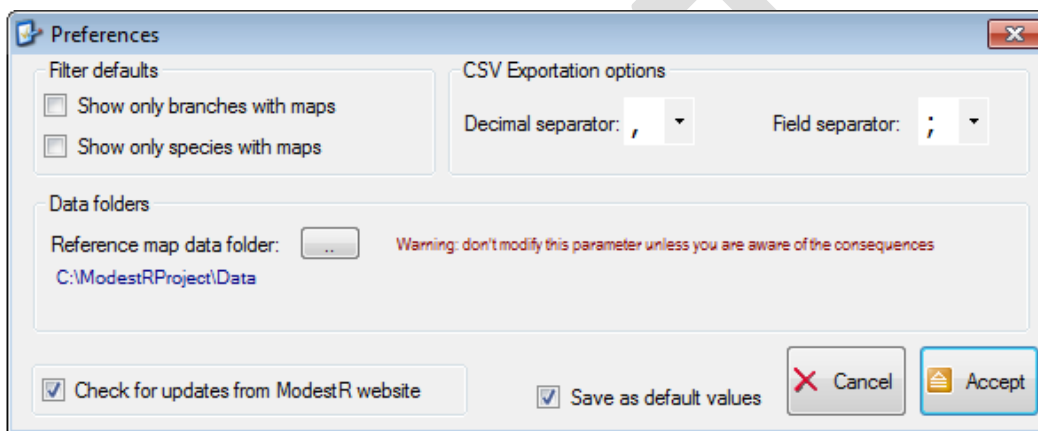 Preferences
Filter defaults
Show only branches with maps
Show only species with maps
CSV Exportation options
Decimal separator: ,
Field separator: ;
Data folders
Reference map data folder: .. Warning: don't modify this parameter unless you are aware of the consequences
C:\ModestRProject\Data
Check for updates from ModestR website
Save as default values
Cancel
Accept